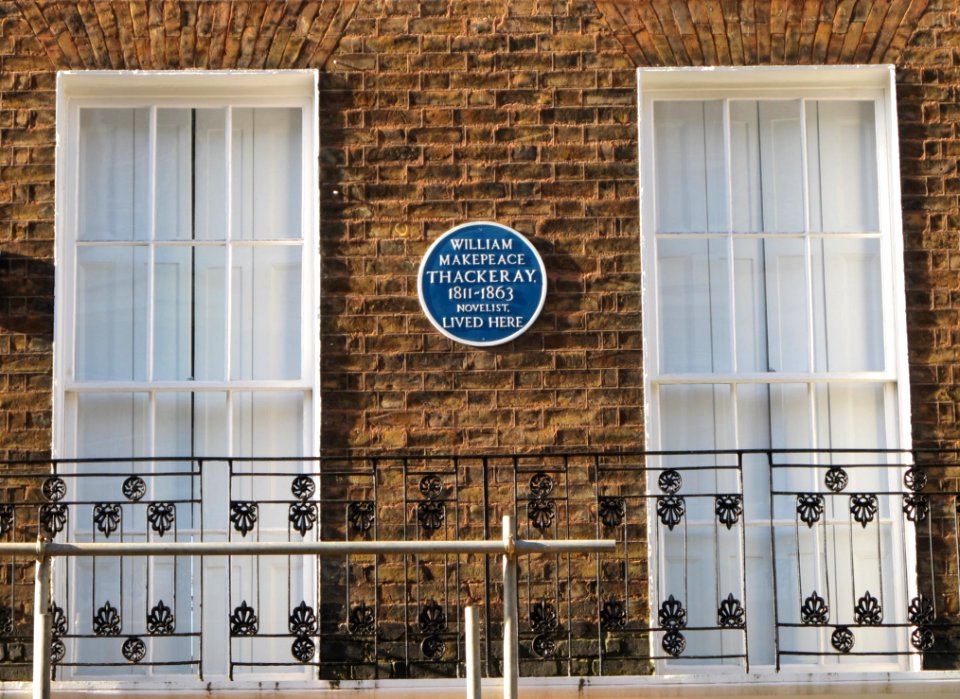 WILLIAM
MAKEPEACE
THACKERAY,
1811-1863
NOVELIST,
LIVED HERE